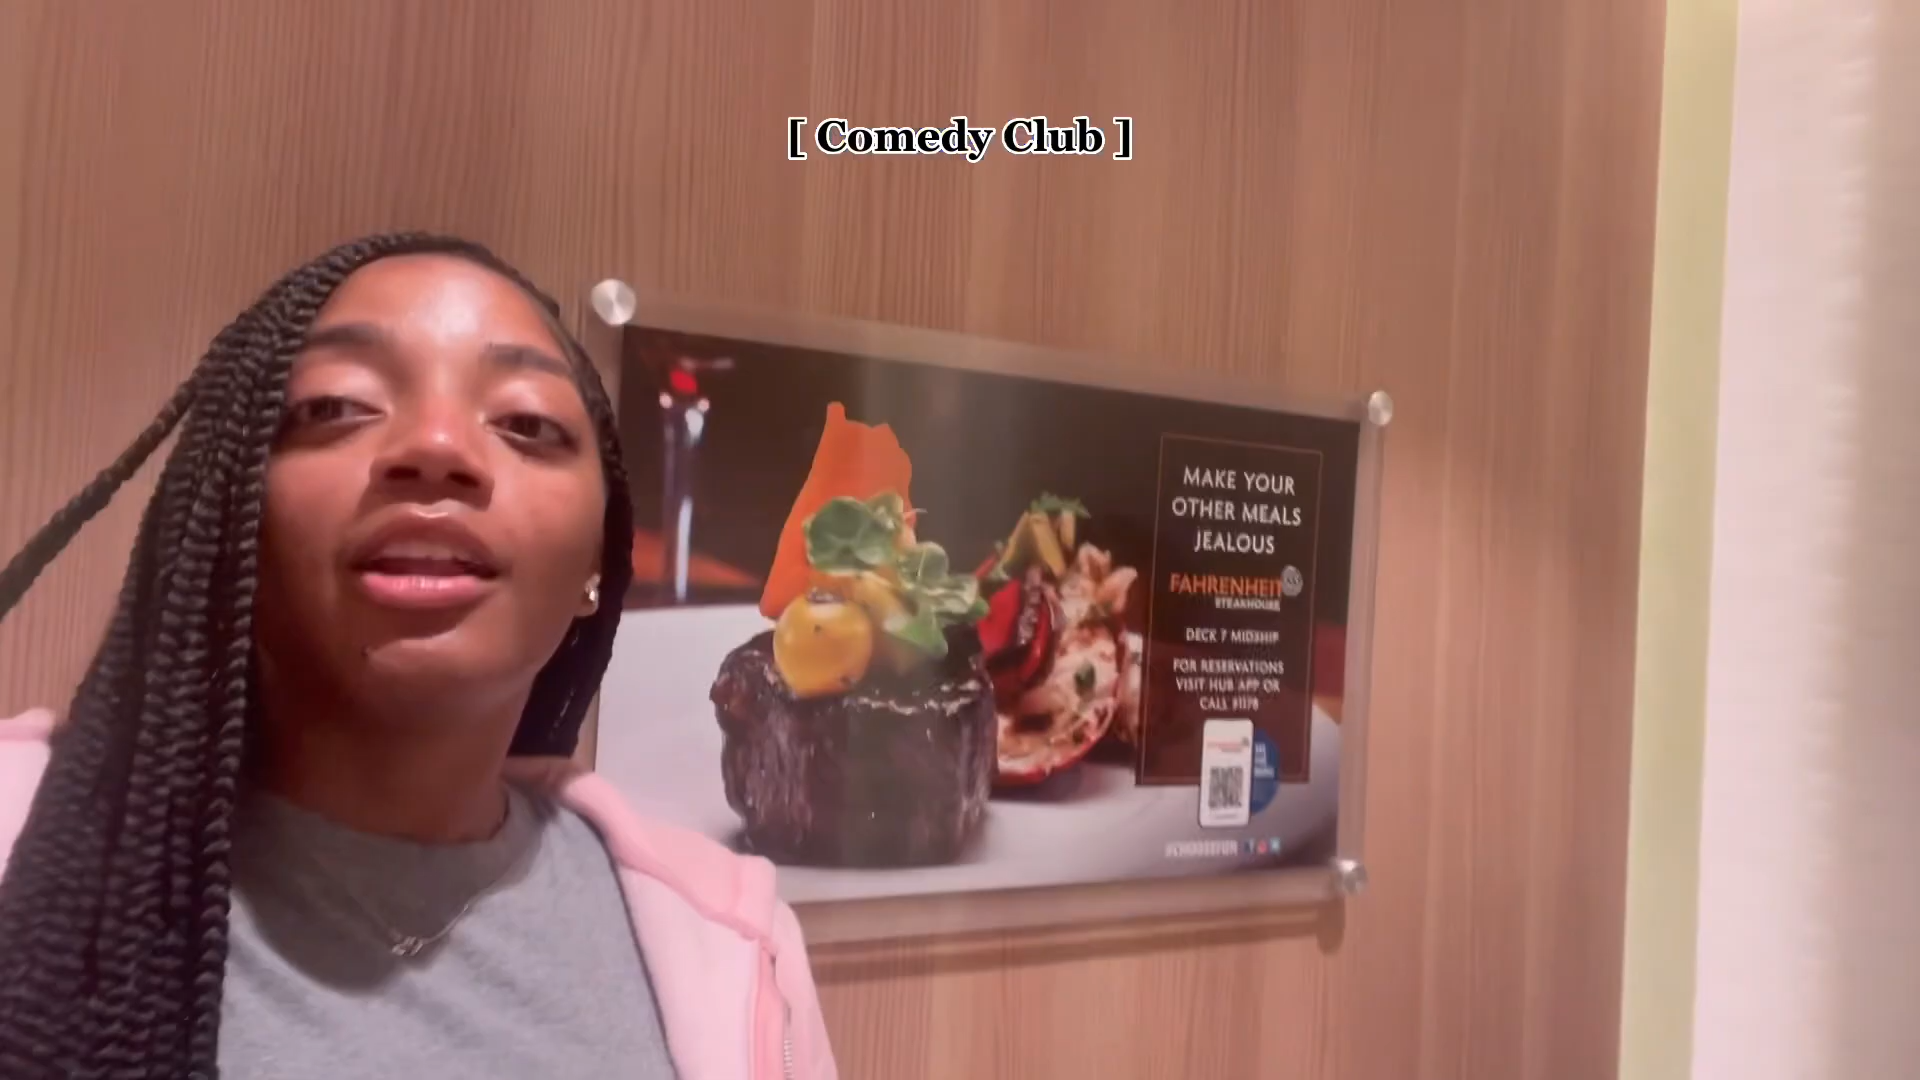 [ Comedy Club ]
MAKE YOUR
OTHER MEALS
JEALOUS
FAHRENHEIT
STEAKHOUSE
DECK 7 MIDSHIP
FOR RESERVATIONS
VISIT HUB APP OR
CALL
#CHOOSEFUN